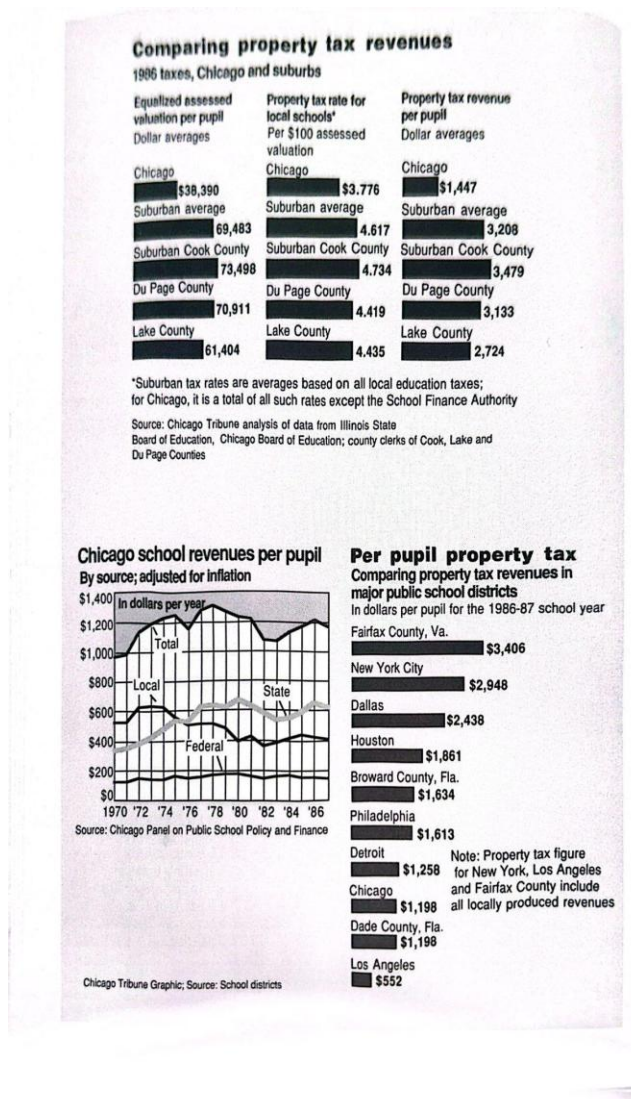 Comparing property tax revenues
1986 taxes, Chicago and suburbs
Equalized assessed
valuation per pupil
Dollar averages
Chicago
$38,390
Suburban average
69,483
Suburban Cook County
73,498
Du Page County
70,911
Lake County
61,404
Property tax rate for
local schools*
Per $100 assessed
valuation
Chicago
$3.776
Suburban average
4.617
Suburban Cook County
4.734
Du Page County
4.419
Lake County
4.435
Property tax revenue
per pupil
Dollar averages
Chicago
$1,447
Suburban average
3,208
Suburban Cook County
3,479
Du Page County
3,133
Lake County
2,724
*Suburban tax rates are averages based on all local education taxes;
for Chicago, it is a total of all such rates except the School Finance Authority
Source: Chicago Tribune analysis of data from Illinois State
Board of Education, Chicago Board of Education; county clerks of Cook, Lake and
Du Page Counties
Chicago school revenues per pupil
By source; adjusted for inflation
$1,400
In dollars per year
$1,200
Total
$1,000
$800
Local
State
$600
$400
Federal
$200
$0
1970 '72 '74 '76 '78 '80 '82 '84 '86
Source: Chicago Panel on Public School Policy and Finance
Per pupil property tax
Comparing property tax revenues in
major public school districts
In dollars per pupil for the 1986-87 school year
Fairfax County, Va.
$3,406
New York City
$2,948
Dallas
$2,438
Houston
$1,861
Broward County, Fla.
$1,634
Philadelphia
$1,613
Detroit
$1,258
Chicago
$1,198
Dade County, Fla.
$1,198
Los Angeles
$552
Note: Property tax figure
for New York, Los Angeles
and Fairfax County include
all locally produced revenues
Chicago Tribune Graphic; Source: School districts